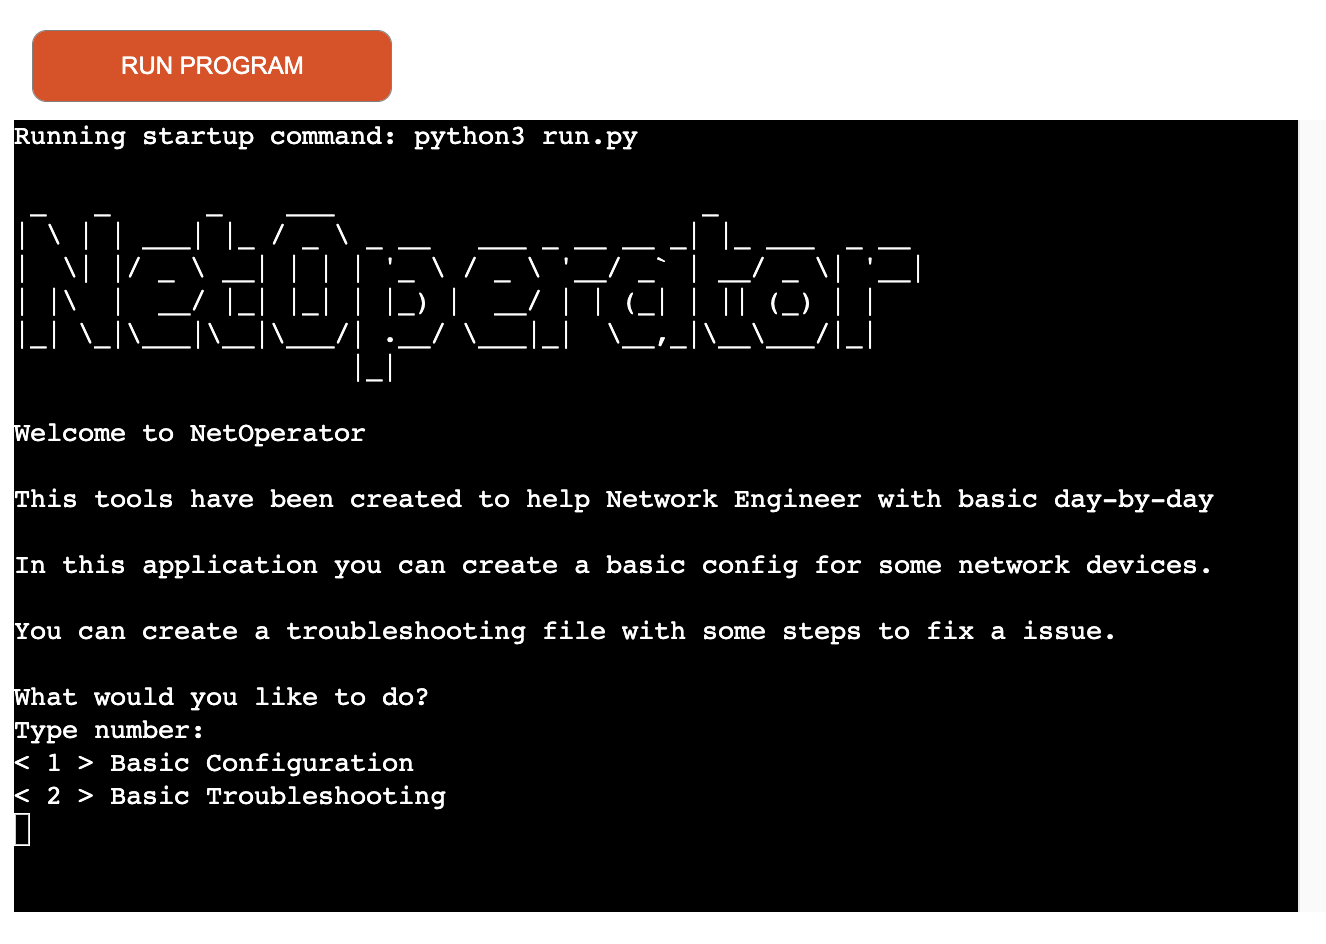 RUN PROGRAM
Running startup command: python3 run.py
NetOperator
Welcome to NetOperator
This tools have been created to help Network Engineer with basic day-by-day
In this application you can create a basic config for some network devices.
You can create a troubleshooting file with some steps to fix a issue.
What would you like to do?
Type number:
< 1 > Basic Configuration
< 2 > Basic Troubleshooting